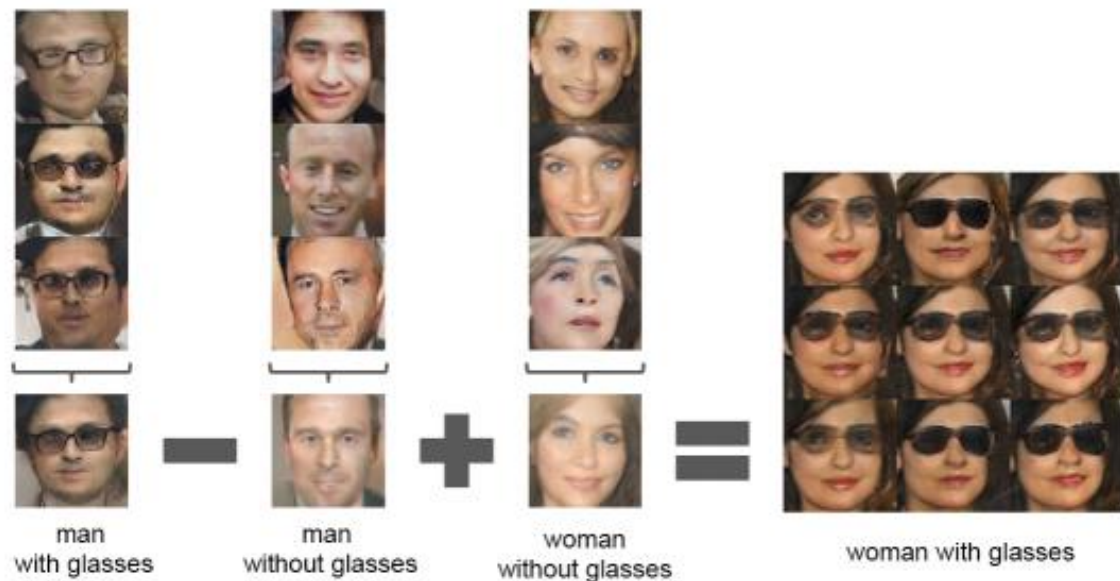 man
with glasses
man
without glasses
woman
without glasses
woman with glasses